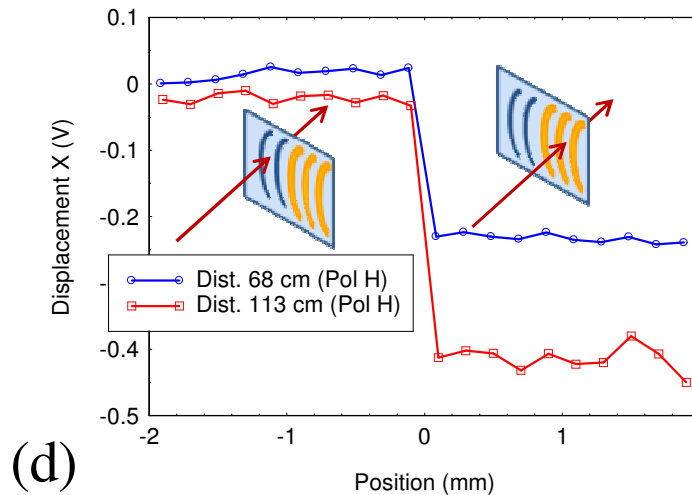 0.1
0
-0.1
-0.2
-0.4
-0.5
Displacement X (V)
Dist. 68 cm (Pol H)
Dist. 113 cm (Pol H)
-2
-1
0
1
Position (mm)
(d)